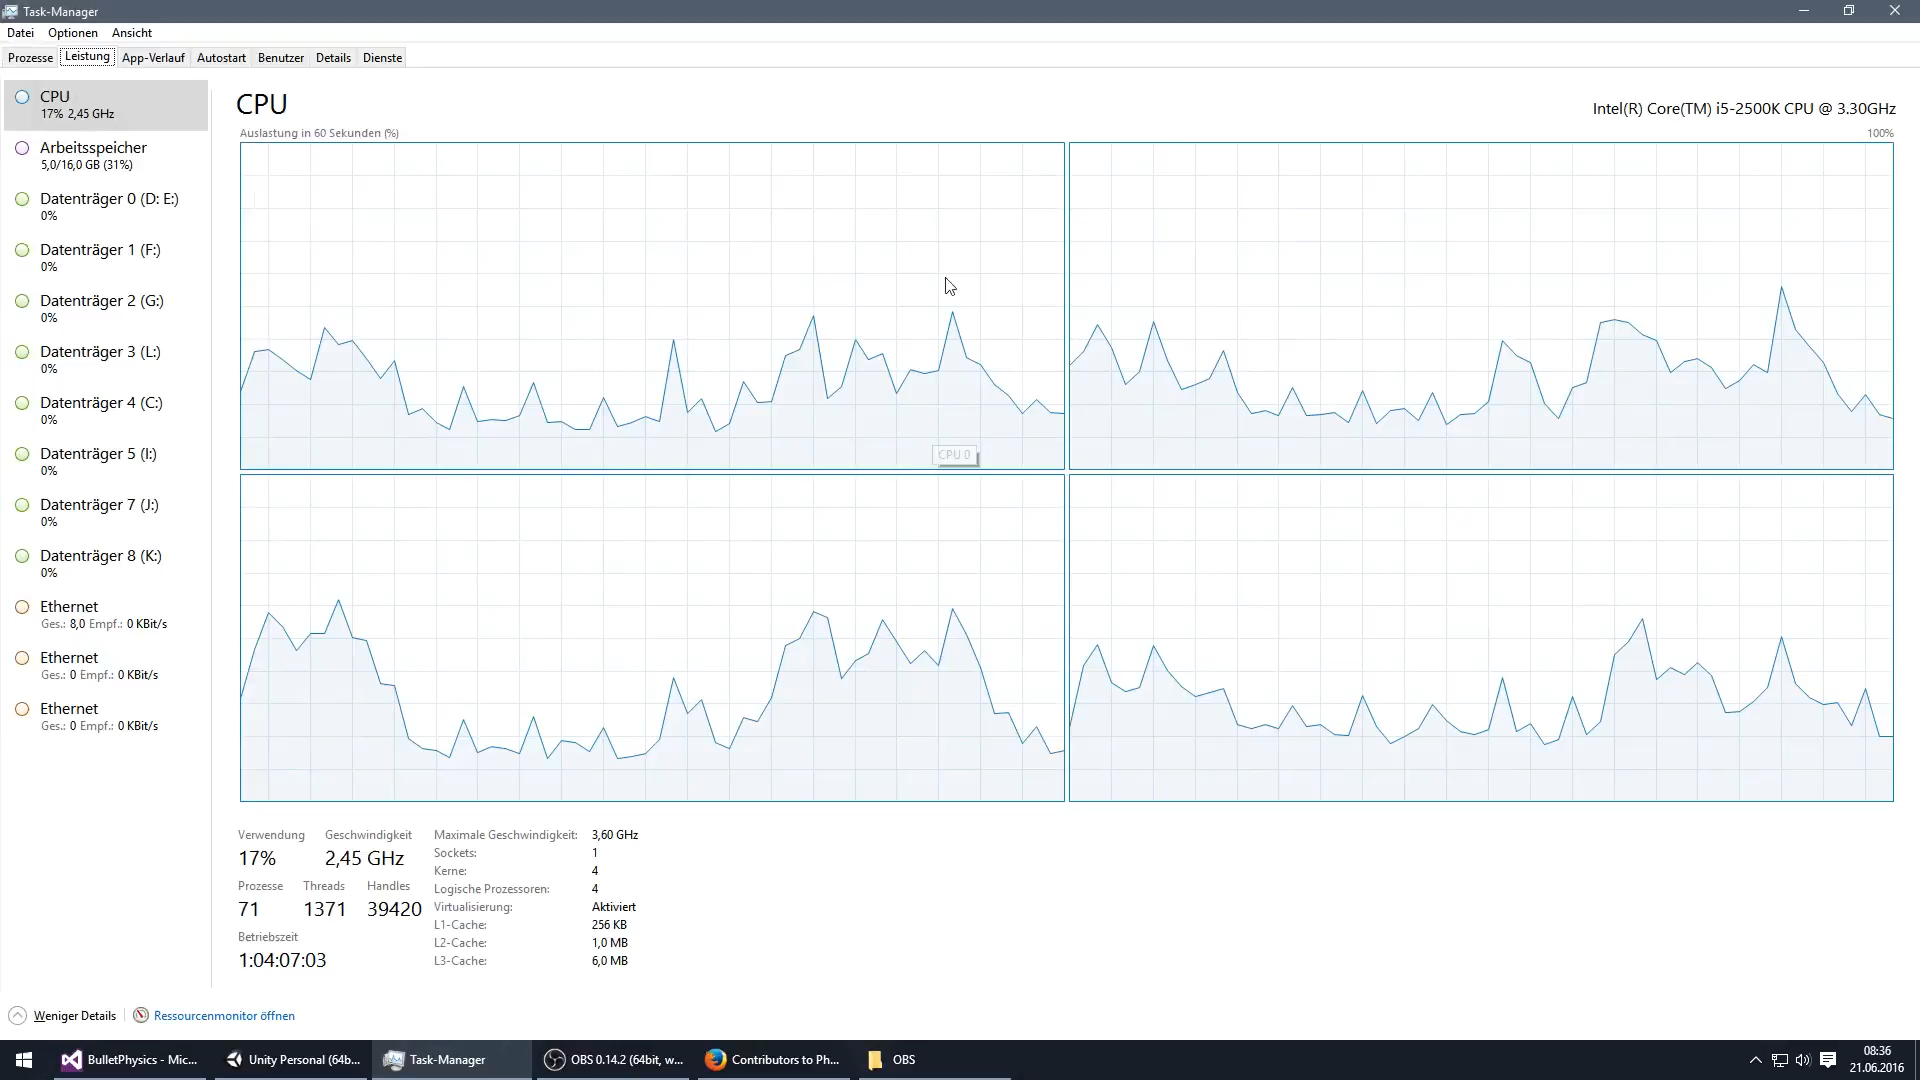 Task-Manager
Datei Optionen Ansicht
Prozesse Leistung App-Verlauf Autostart Benutzer Details Dienste
CPU
17% 2,45 GHz
Arbeitsspeicher
5,0/16,0 GB (31%)
Datenträger 0 (D: E:)
0%
Datenträger 1 (F:)
0%
Datenträger 2 (G:)
0%
Datenträger 3 (L:)
0%
Datenträger 4 (C:)
0%
Datenträger 5 (I:)
0%
Datenträger 7 (J:)
0%
Datenträger 8 (K:)
0%
Ethernet
Ges.: 8,0 Empf.: 0 KBit/s
Ethernet
Ges.: 0 Empf.: 0 KBit/s
Ethernet
Ges.: 0 Empf.: 0 KBit/s
CPU
Intel(R) Core(TM) i5-2500K CPU @ 3.30GHz
Auslastung in 60 Sekunden (%)
100%
CPU 0
Verwendung Geschwindigkeit
17% 2,45 GHz
Prozesse Threads Handles
71 1371 39420
Betriebszeit
1:04:07:03
Maximale Geschwindigkeit: 3,60 GHz
Sockets: 1
Kerne: 4
Logische Prozessoren: 4
Virtualisierung: Aktiviert
L1-Cache: 256 KB
L2-Cache: 1,0 MB
L3-Cache: 6,0 MB
Weniger Details
Ressourcenmonitor öffnen
BulletPhysics - Mic...
Unity Personal (64b...
Task-Manager
OBS 0.14.2 (64bit, w...
Contributors to Ph...
OBS
08:36
21.06.2016